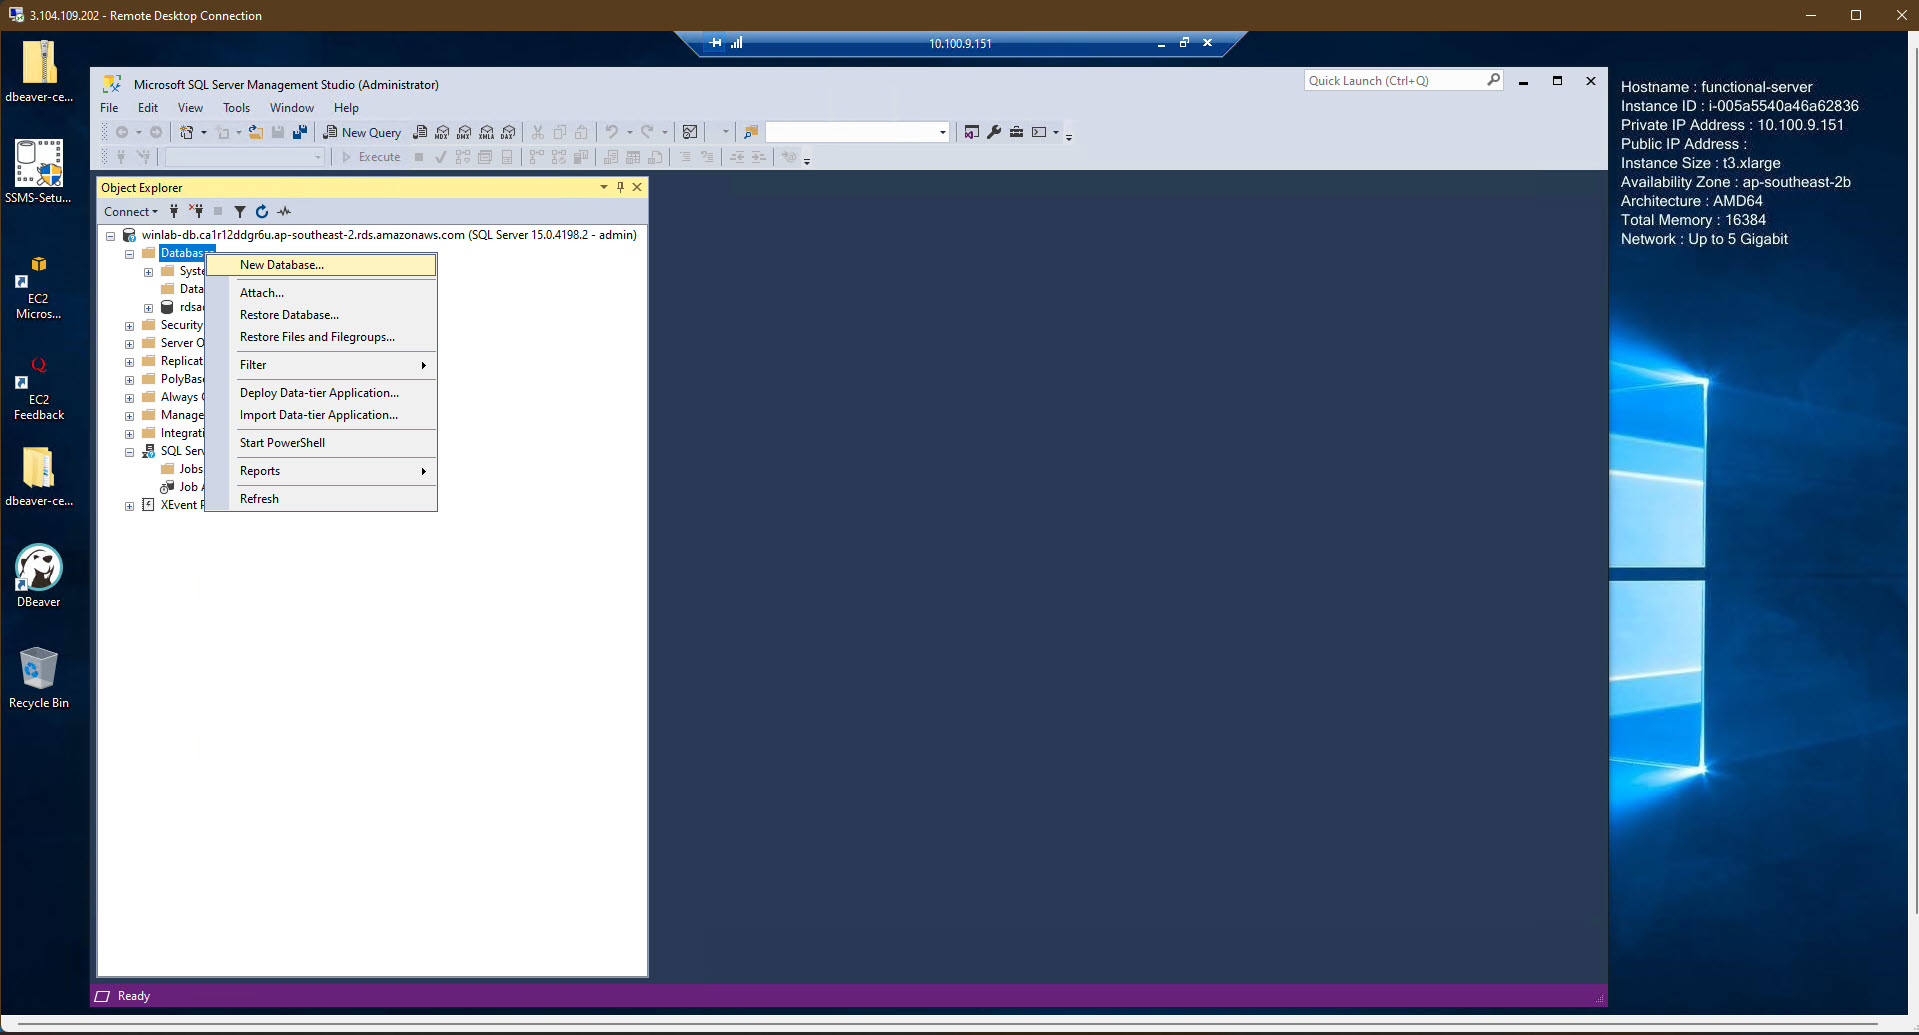 3.104.109.202 - Remote Desktop Connection
10.100.9.151
dbeaver-ce...
SSMS-Setu...
EC2
Micros...
EC2
Feedback
dbeaver-ce...
DBeaver
Recycle Bin
Microsoft SQL Server Management Studio (Administrator)
Quick Launch (Ctrl+Q)
File Edit View Tools Window Help
New Query MDX DMX XMLA DAX
Execute
Object Explorer
Connect
winlab-db.ca1r12ddgr6u.ap-southeast-2.rds.amazonaws.com (SQL Server 15.0.4198.2 - admin)
Databases
Syste
Data
rdsa
Security
Server O
Replicat
PolyBase
Always
Manage
Integrati
SQL Serv
Jobs
Job A
XEvent P
New Database...
Attach...
Restore Database...
Restore Files and Filegroups...
Filter
Deploy Data-tier Application...
Import Data-tier Application...
Start PowerShell
Reports
Refresh
Ready
Hostname : functional-server
Instance ID : i-005a5540a46a62836
Private IP Address : 10.100.9.151
Public IP Address :
Instance Size : t3.xlarge
Availability Zone : ap-southeast-2b
Architecture : AMD64
Total Memory : 16384
Network : Up to 5 Gigabit